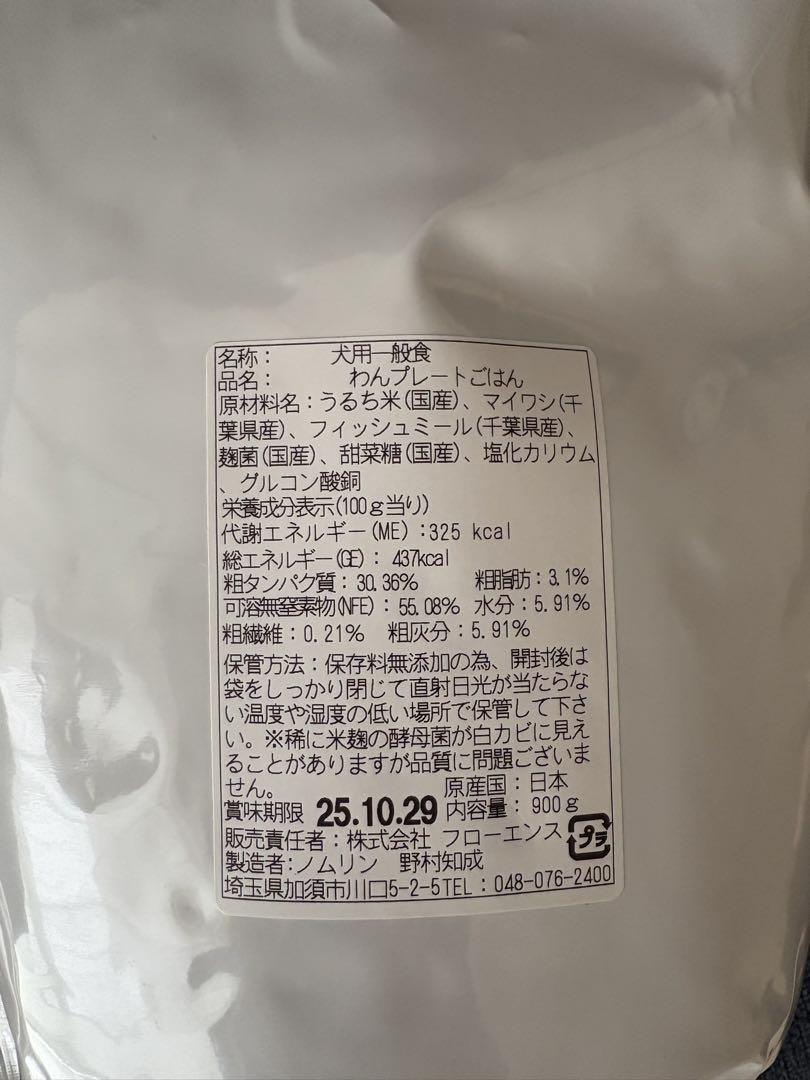 名称：　犬用一般食
品名：　わんプレートごはん
原材料名：うるち米(国産)、マイワシ(千
葉県産)、フィッシュミール(千葉県産)、
麹菌(国産)、甜菜糖(国産)、塩化カリウム
、グルコン酸銅
栄養成分表示(100ｇ当り)
代謝エネルギー(ME)：325 kcal
総エネルギー(GE)： 437kcal
粗タンパク質：30.36%　粗脂肪：3.1%
可溶無窒素物(NFE)：55.08%　水分：5.91%
粗繊維：0.21%　粗灰分：5.91%
保管方法：保存料無添加の為、開封後は
袋をしっかり閉じて直射日光が当たらな
い温度や湿度の低い場所で保管して下さ
い。※稀に米麹の酵母菌が白カビに見え
ることがありますが品質に問題ございま
せん。　原産国：日本
賞味期限 25.10.29 内容量：900ｇ
販売責任者：株式会社 フローエンス プラ
製造者:ノムリン　野村知成
埼玉県加須市川口5-2-5TEL：048-076-2400